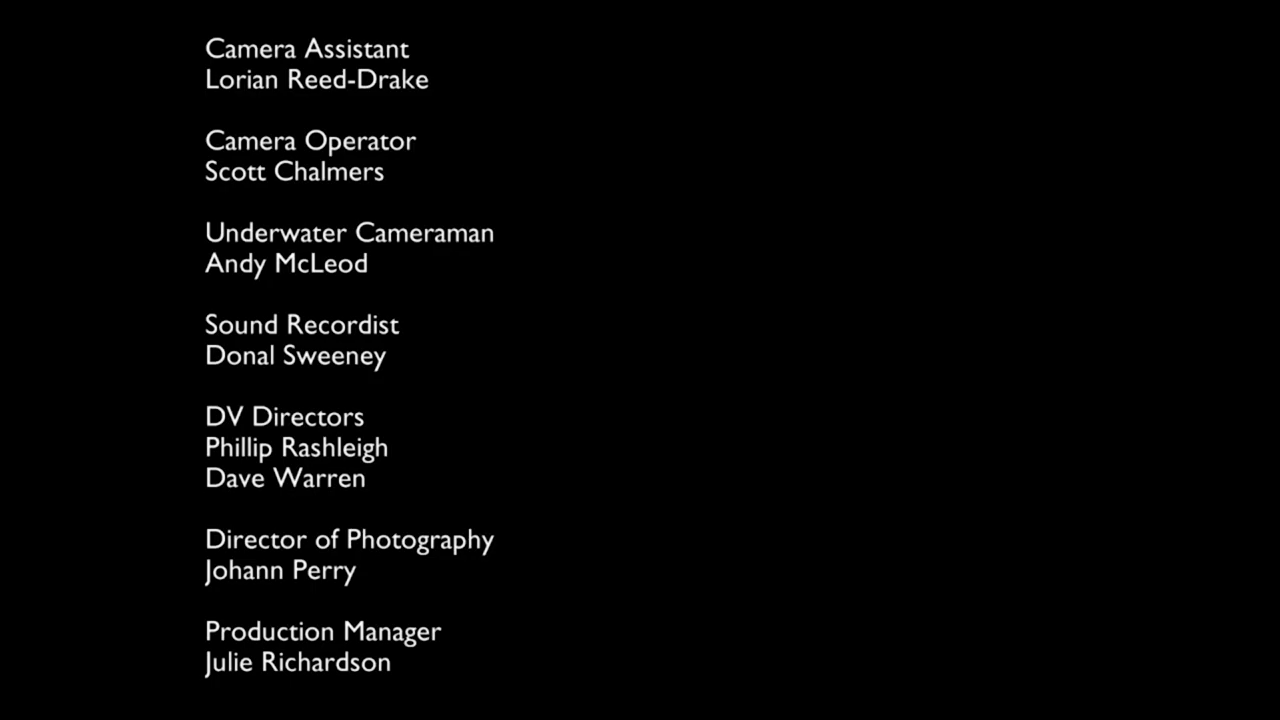 Camera Assistant
Lorian Reed-Drake
Camera Operator
Scott Chalmers
Underwater Cameraman
Andy McLeod
Sound Recordist
Donal Sweeney
DV Directors
Phillip Rashleigh
Dave Warren
Director of Photography
Johann Perry
Production Manager
Julie Richardson